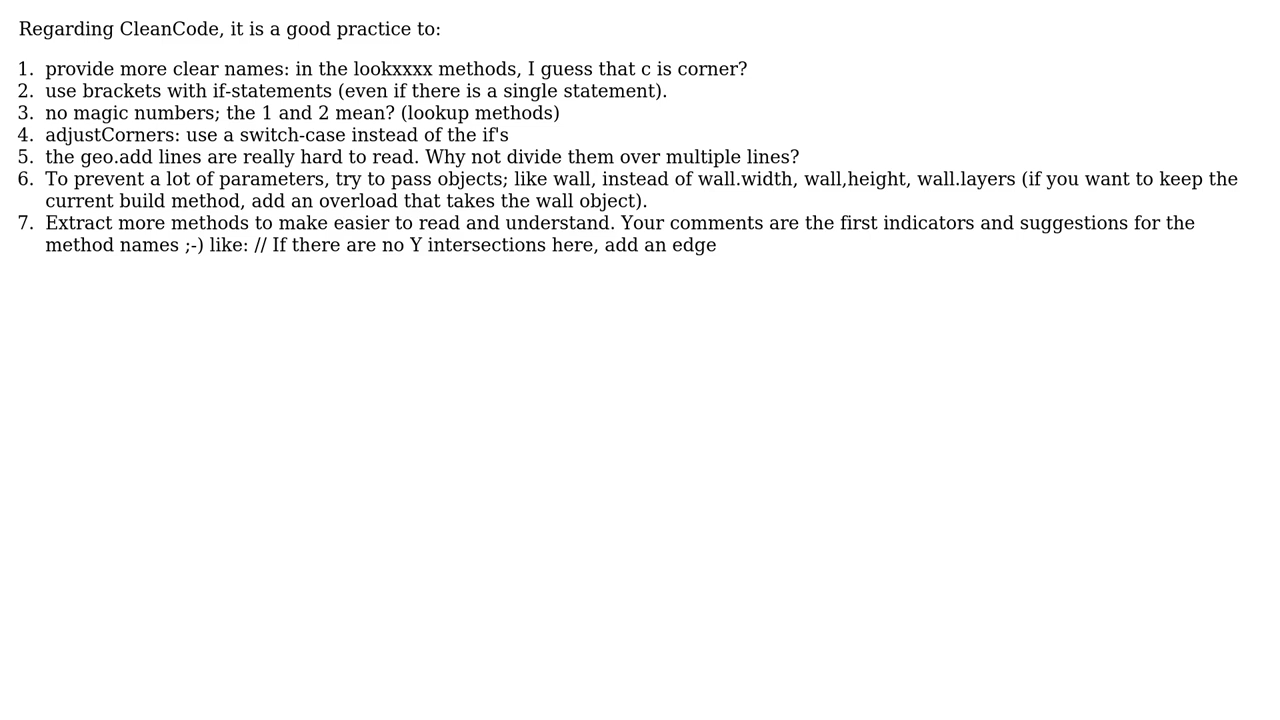 Regarding CleanCode, it is a good practice to:
1. provide more clear names: in the lookxxxx methods, I guess that c is corner?
2. use brackets with if-statements (even if there is a single statement).
3. no magic numbers; the 1 and 2 mean? (lookup methods)
4. adjustCorners: use a switch-case instead of the if's
5. the geo.add lines are really hard to read. Why not divide them over multiple lines?
6. To prevent a lot of parameters, try to pass objects; like wall, instead of wall.width, wall,height, wall.layers (if you want to keep the
current build method, add an overload that takes the wall object).
7. Extract more methods to make easier to read and understand. Your comments are the first indicators and suggestions for the
method names ;-) like: // If there are no Y intersections here, add an edge